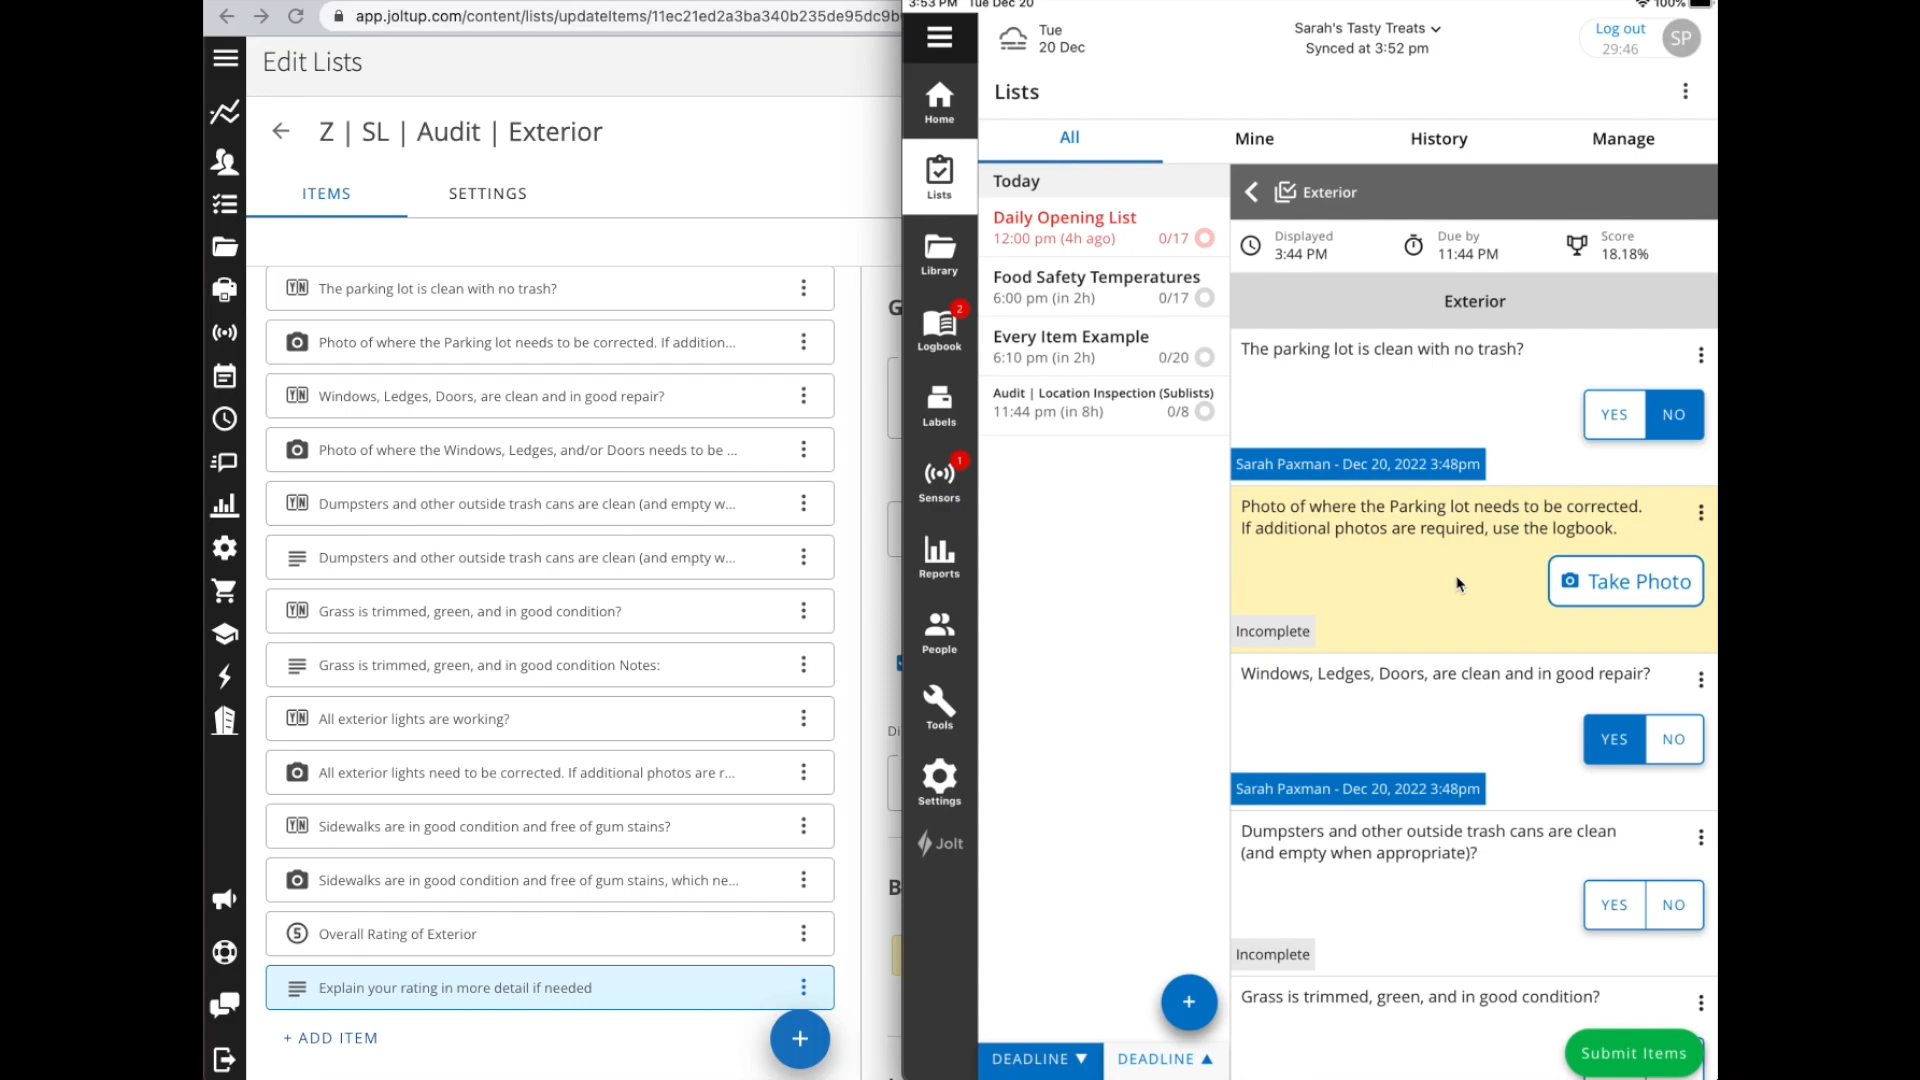 app.joltup.com/content/lists/updateItems/11ec21ed2a3ba340b235de95dc9b
Edit Lists
Z | SL | Audit | Exterior
ITEMS
SETTINGS
The parking lot is clean with no trash?
Photo of where the Parking lot needs to be corrected. If addition...
Windows, Ledges, Doors, are clean and in good repair?
Photo of where the Windows, Ledges, and/or Doors needs to be ...
Dumpsters and other outside trash cans are clean (and empty w...
Dumpsters and other outside trash cans are clean (and empty w...
Grass is trimmed, green, and in good condition?
Grass is trimmed, green, and in good condition Notes:
All exterior lights are working?
All exterior lights need to be corrected. If additional photos are r...
Sidewalks are in good condition and free of gum stains?
Sidewalks are in good condition and free of gum stains, which ne...
Overall Rating of Exterior
Explain your rating in more detail if needed
+ ADD ITEM
3:53 PM Tue Dec 20
100%
Tue
20 Dec
Sarah's Tasty Treats
Synced at 3:52 pm
Log out
29:46
SP
Home
Lists
Library
2
Logbook
Labels
1
Sensors
Reports
People
Tools
Settings
Jolt
Lists
All
Mine
History
Manage
Today
Daily Opening List
12:00 pm (4h ago) 0/17
Food Safety Temperatures
6:00 pm (in 2h) 0/17
Every Item Example
6:10 pm (in 2h) 0/20
Audit | Location Inspection (Sublists)
11:44 pm (in 8h) 0/8
DEADLINE ▼
DEADLINE ▲
Exterior
Displayed
3:44 PM
Due by
11:44 PM
Score
18.18%
Exterior
The parking lot is clean with no trash?
YES NO
Sarah Paxman - Dec 20, 2022 3:48pm
Photo of where the Parking lot needs to be corrected.
If additional photos are required, use the logbook.
Take Photo
Incomplete
Windows, Ledges, Doors, are clean and in good repair?
YES NO
Sarah Paxman - Dec 20, 2022 3:48pm
Dumpsters and other outside trash cans are clean
(and empty when appropriate)?
YES NO
Incomplete
Grass is trimmed, green, and in good condition?
Submit Items